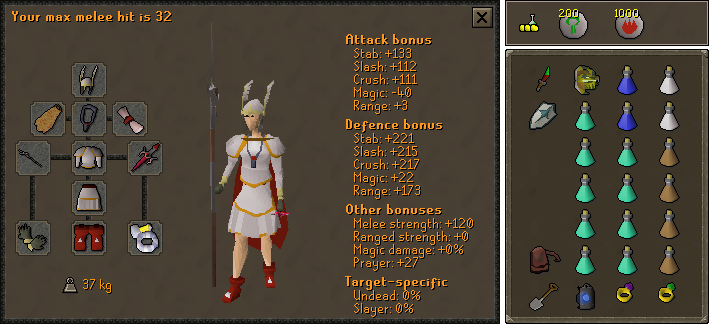 Your max melee hit is 32
Attack bonus
Stab: +133
Slash: +112
Crush: +111
Magic: -40
Range: +3
Defence bonus
Stab: +221
Slash: +215
Crush: +217
Magic: +22
Range: +173
Other bonuses
Melee strength: +120
Ranged strength: +0
Magic damage: +0%
Prayer: +27
Target-specific
Undead: 0%
Slayer: 0%
37 kg
200
1000